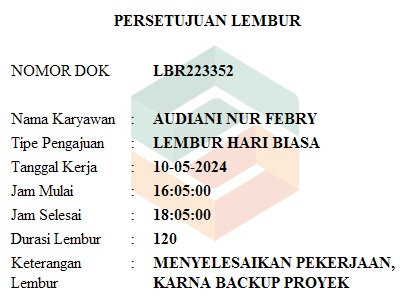 PERSETUJUAN LEMBUR
NOMOR DOK LBR223352
Nama Karyawan : AUDIANI NUR FEBRY
Tipe Pengajuan : LEMBUR HARI BIASA
Tanggal Kerja : 10-05-2024
Jam Mulai : 16:05:00
Jam Selesai : 18:05:00
Durasi Lembur : 120
Keterangan : MENYELESAIKAN PEKERJAAN,
Lembur KARNA BACKUP PROYEK